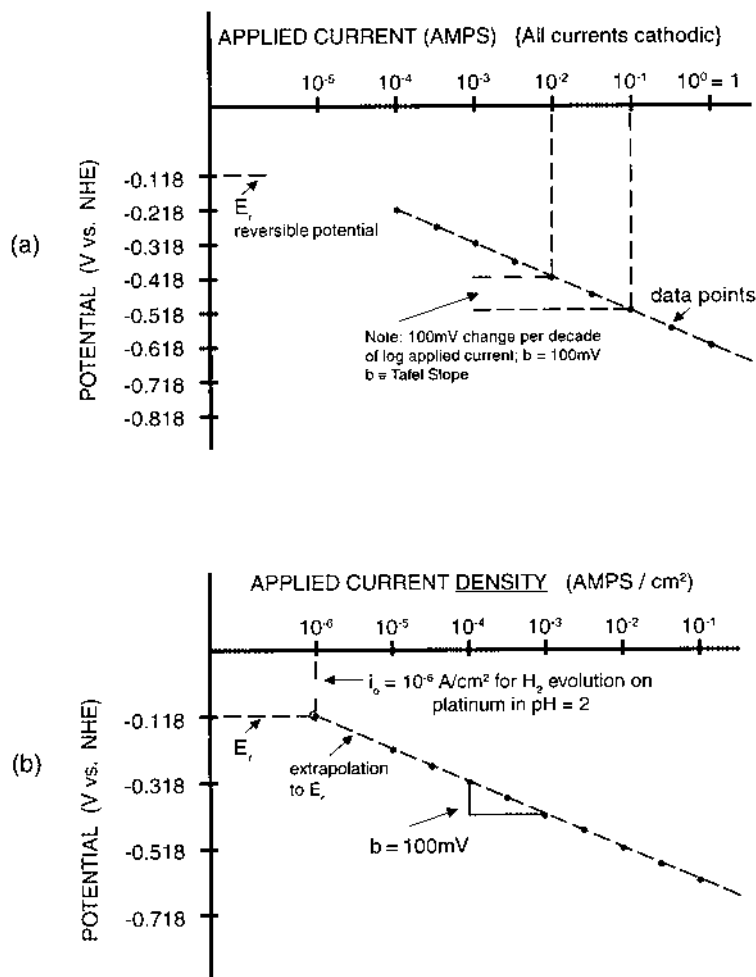 APPLIED CURRENT (AMPS) {All currents cathodic}
10⁻⁵ 10⁻⁴ 10⁻³ 10⁻² 10⁻¹ 10⁰ = 1
POTENTIAL (V vs. NHE)
(a)
-0.118
-0.218
-0.318
-0.418
-0.518
-0.618
-0.718
-0.818
Eᵣ
reversible potential
data points
Note: 100mV change per decade
of log applied current; b = 100mV
b = Tafel Slope
APPLIED CURRENT DENSITY (AMPS / cm²)
10⁻⁶ 10⁻⁵ 10⁻⁴ 10⁻³ 10⁻² 10⁻¹
POTENTIAL (V vs. NHE)
(b)
-0.118
-0.318
-0.518
-0.718
iₒ = 10⁻⁶ A/cm² for H₂ evolution on
platinum in pH = 2
Eᵣ
extrapolation
to Eᵣ
b = 100mV